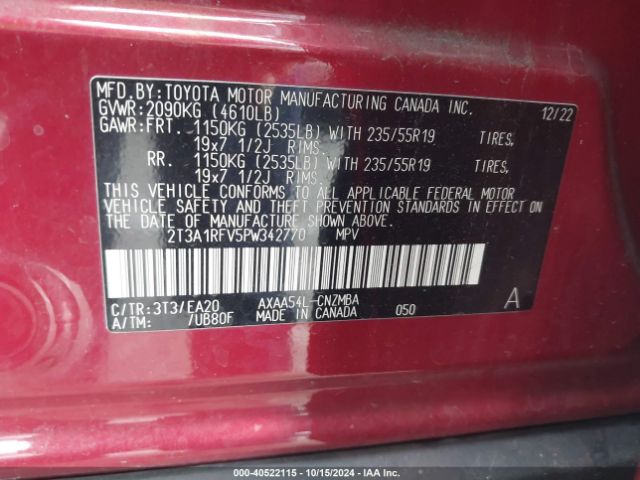 MFD.BY:TOYOTA MOTOR MANUFACTURING CANADA INC.
GVWR:2090KG (4610LB) 12/22
GAWR:FRT. 1150KG (2535LB) WITH 235/55R19 TIRES,
19x7 1/2J RIMS.
RR. 1150KG (2535LB) WITH 235/55R19 TIRES,
19x7 1/2J RIMS.
THIS VEHICLE CONFORMS TO ALL APPLICABLE FEDERAL MOTOR
VEHICLE SAFETY AND THEFT PREVENTION STANDARDS IN EFFECT
ON THE DATE OF MANUFACTURE SHOWN ABOVE.
2T3A1RFV5PW342770 MPV
C/TR:3T3/EA20 AXAA54L-CNZMBA A
A/TM: /UB80F MADE IN CANADA 050
000-40522115 - 10/15/2024 - IAA Inc.